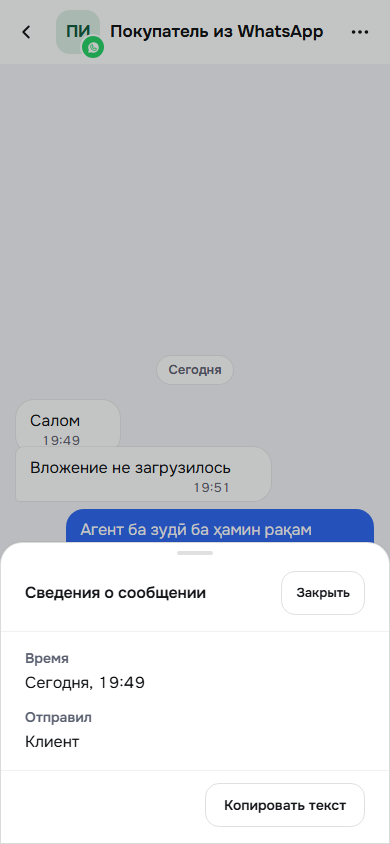 ПИ
Покупатель из WhatsApp
Сегодня
Салом
19:49
Вложение не загрузилось
19:51
Агент ба зудӣ ба ҳамин рақам
Сведения о сообщении
Закрыть
Время
Сегодня, 19:49
Отправил
Клиент
Копировать текст